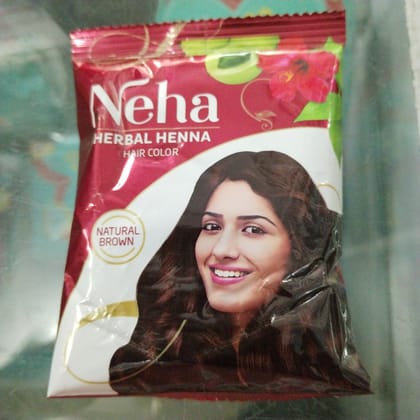 Neha
HERBAL HENNA
HAIR COLOR
NATURAL
BROWN